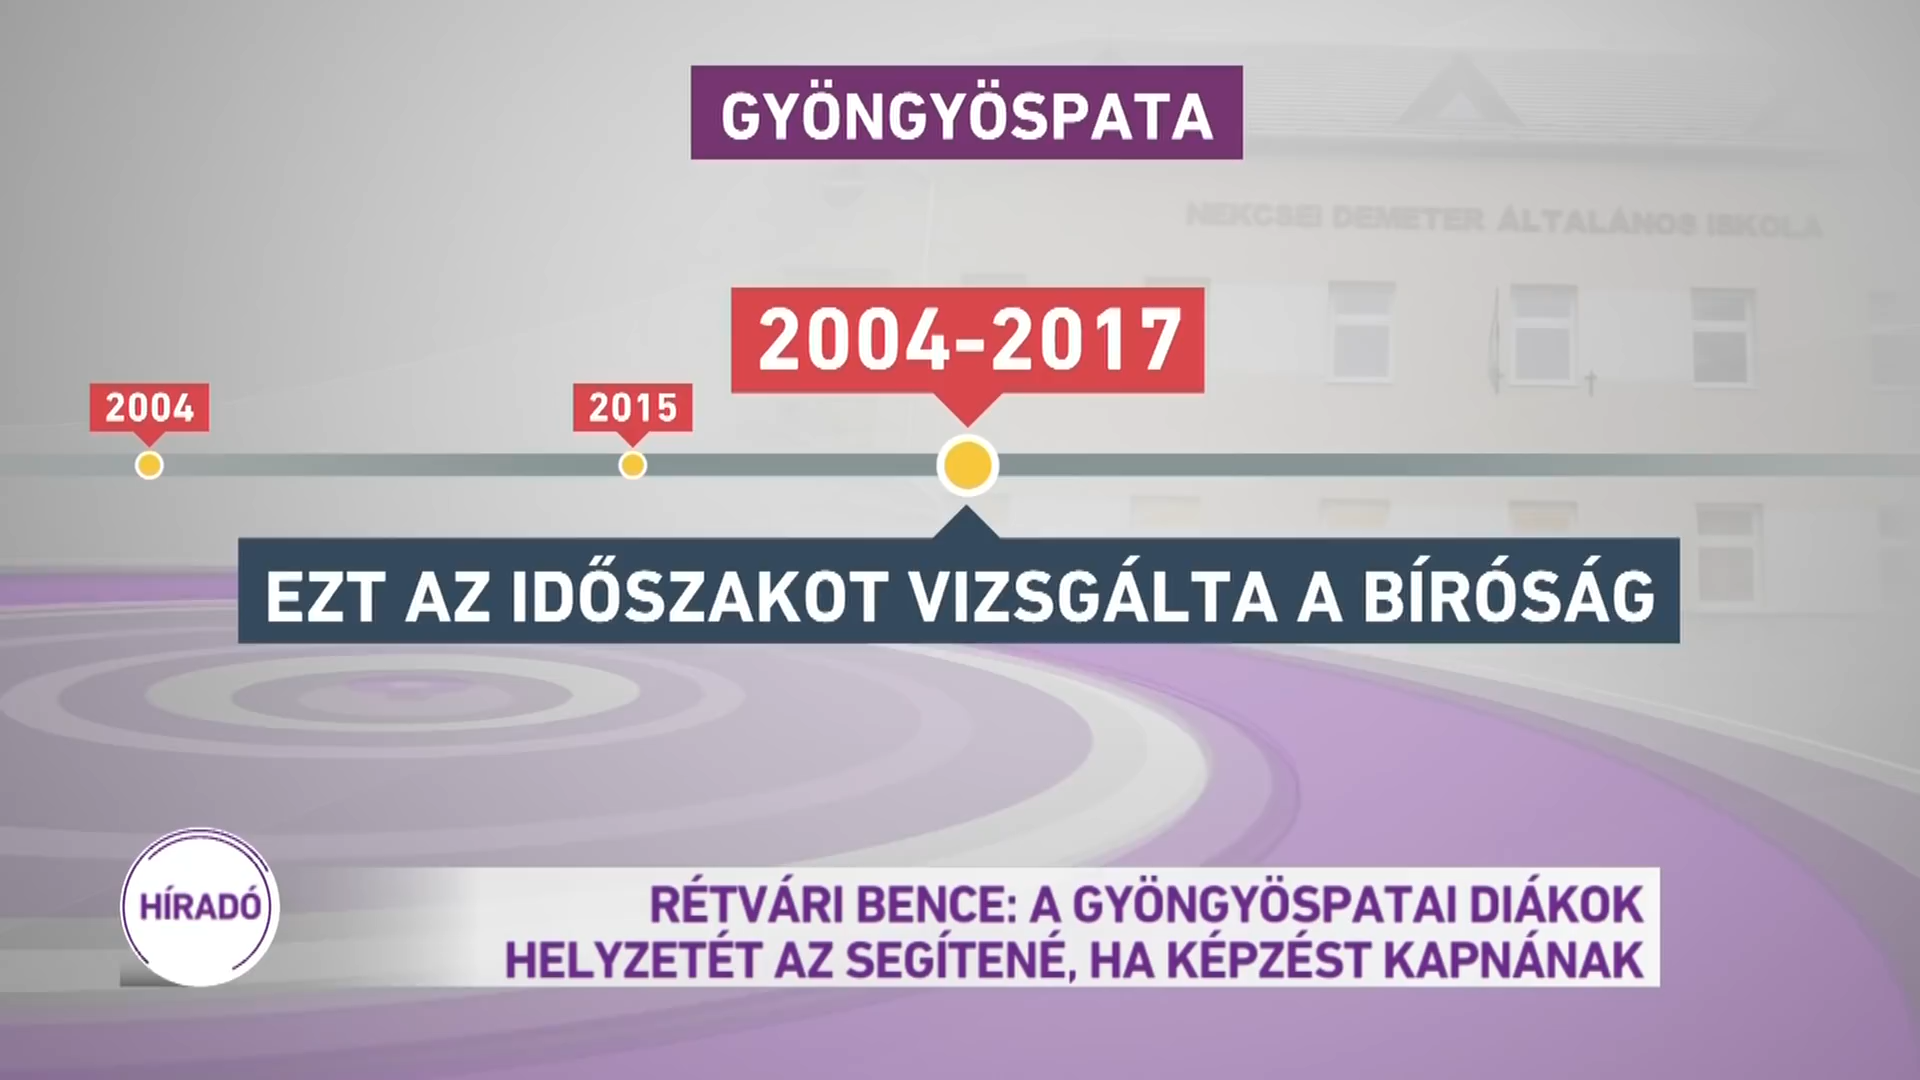 GYÖNGYÖSPATA
NEKCSEI DEMETER ÁLTALÁNOS ISKOLA
2004-2017
2004
2015
EZT AZ IDŐSZAKOT VIZSGÁLTA A BÍRÓSÁG
HÍRADÓ
RÉTVÁRI BENCE: A GYÖNGYÖSPATAI DIÁKOK
HELYZETÉT AZ SEGÍTENÉ, HA KÉPZÉST KAPNÁNAK